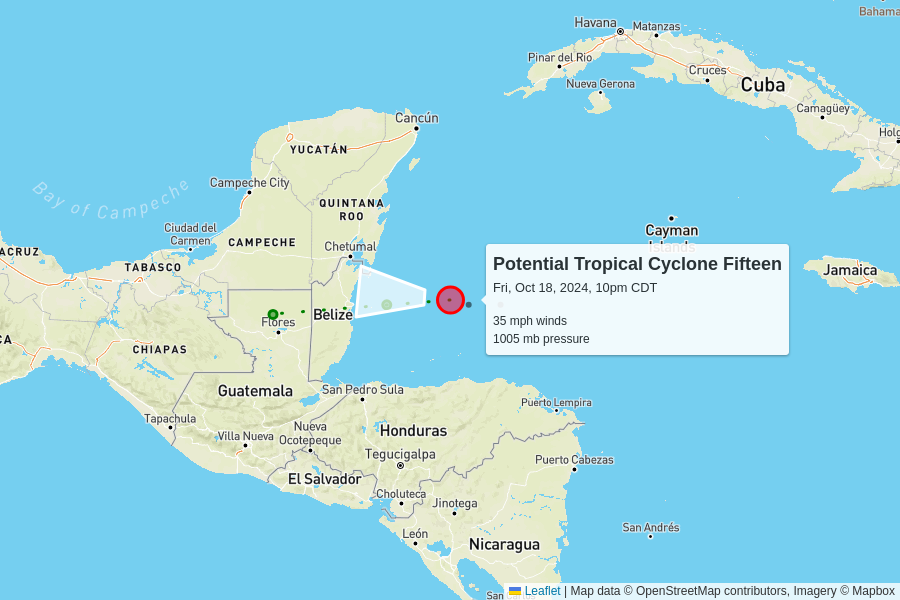 Bahama
Havana
Matanzas
Pinar del Rio
Nueva Gerona
Cruces
Cuba
Camagüey
Holg
Cancún
YUCATÁN
Campeche City
Bay of Campeche
QUINTANA
ROO
Ciudad del
Carmen
CAMPECHE
Chetumal
Cayman
Islands
ACRUZ
TABASCO
Jamaica
Potential Tropical Cyclone Fifteen
Fri, Oct 18, 2024, 10pm CDT
35 mph winds
1005 mb pressure
Belize
Flores
CA
CHIAPAS
Guatemala
San Pedro Sula
Puerto Lempira
Tapachula
Villa Nueva
Nueva
Ocotepeque
Honduras
Tegucigalpa
Puerto Cabezas
El Salvador
Choluteca
Jinotega
León
Nicaragua
San Andrés
San Car
Leaflet | Map data © OpenStreetMap contributors, Imagery © Mapbox